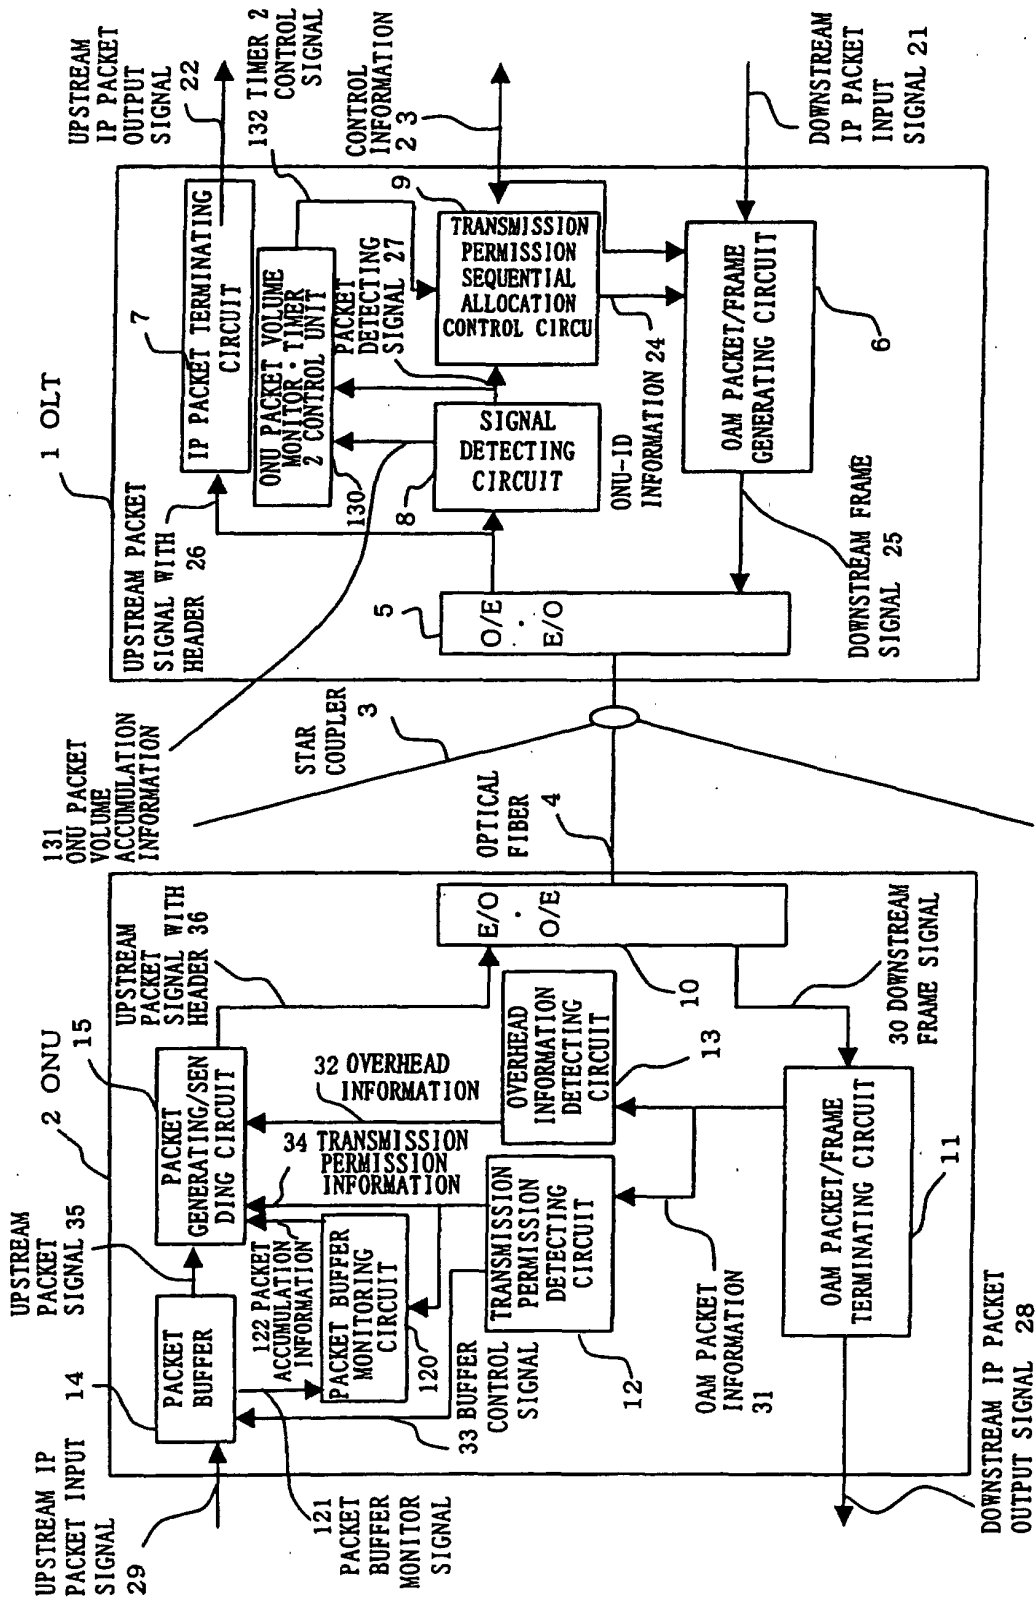 1 OLT
UPSTREAM
IP PACKET
OUTPUT
SIGNAL
22
132 TIMER 2
CONTROL
SIGNAL
CONTROL
INFORMATION
2 3
DOWNSTREAM
IP PACKET
INPUT
SIGNAL 21
7
IP PACKET TERMINATING
CIRCUIT
ONU PACKET VOLUME
MONITOR · TIMER
2 CONTROL UNIT
130
PACKET
DETECTING
SIGNAL 27
9
TRANSMISSION
PERMISSION
SEQUENTIAL
ALLOCATION
CONTROL CIRCU
SIGNAL
DETECTING
CIRCUIT
8
ONU-ID
INFORMATION 24
OAM PACKET/FRAME
GENERATING CIRCUIT
6
UPSTREAM PACKET
SIGNAL WITH
HEADER 26
5
O/E
·
E/O
DOWNSTREAM FRAME
SIGNAL 25
131
ONU PACKET
VOLUME
ACCUMULATION
INFORMATION
STAR
COUPLER
3
OPTICAL
FIBER
4
2 ONU
UPSTREAM
PACKET
SIGNAL WITH
HEADER 36
E/O
·
O/E
10
30 DOWNSTREAM
FRAME SIGNAL
15
PACKET
GENERATING/SEN
DING CIRCUIT
32 OVERHEAD
INFORMATION
OVERHEAD
INFORMATION
DETECTING
CIRCUIT
13
34 TRANSMISSION
PERMISSION
INFORMATION
TRANSMISSION
PERMISSION
DETECTING
CIRCUIT
12
OAM PACKET/FRAME
TERMINATING CIRCUIT
11
UPSTREAM
PACKET
SIGNAL 35
122 PACKET
ACCUMULATION
INFORMATION
PACKET BUFFER
MONITORING
CIRCUIT
120
33 BUFFER
CONTROL
SIGNAL
OAM PACKET
INFORMATION
31
14
PACKET
BUFFER
UPSTREAM IP
PACKET INPUT
SIGNAL
29
121
PACKET
BUFFER
MONITOR
SIGNAL
DOWNSTREAM IP PACKET
OUTPUT SIGNAL 28